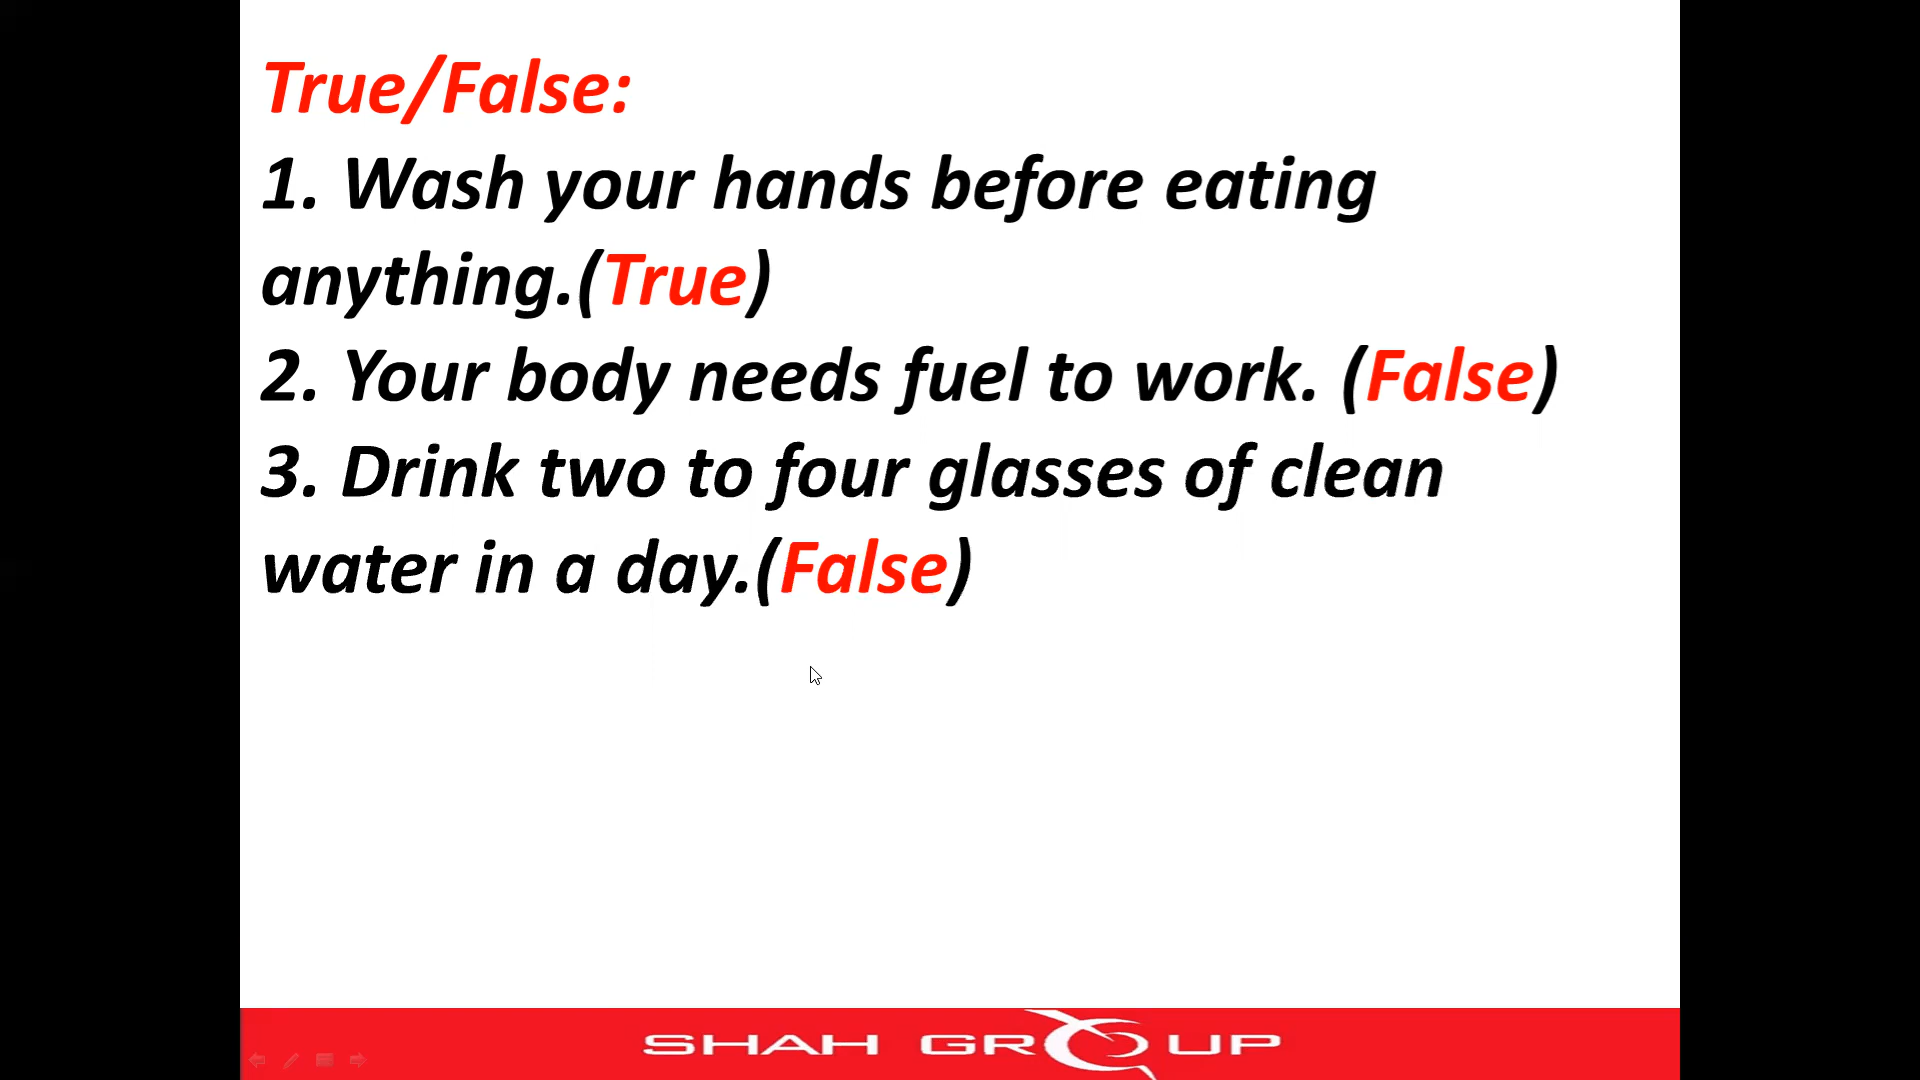 True/False:
1. Wash your hands before eating
anything.(True)
2. Your body needs fuel to work. (False)
3. Drink two to four glasses of clean
water in a day.(False)
SHAH GROUP